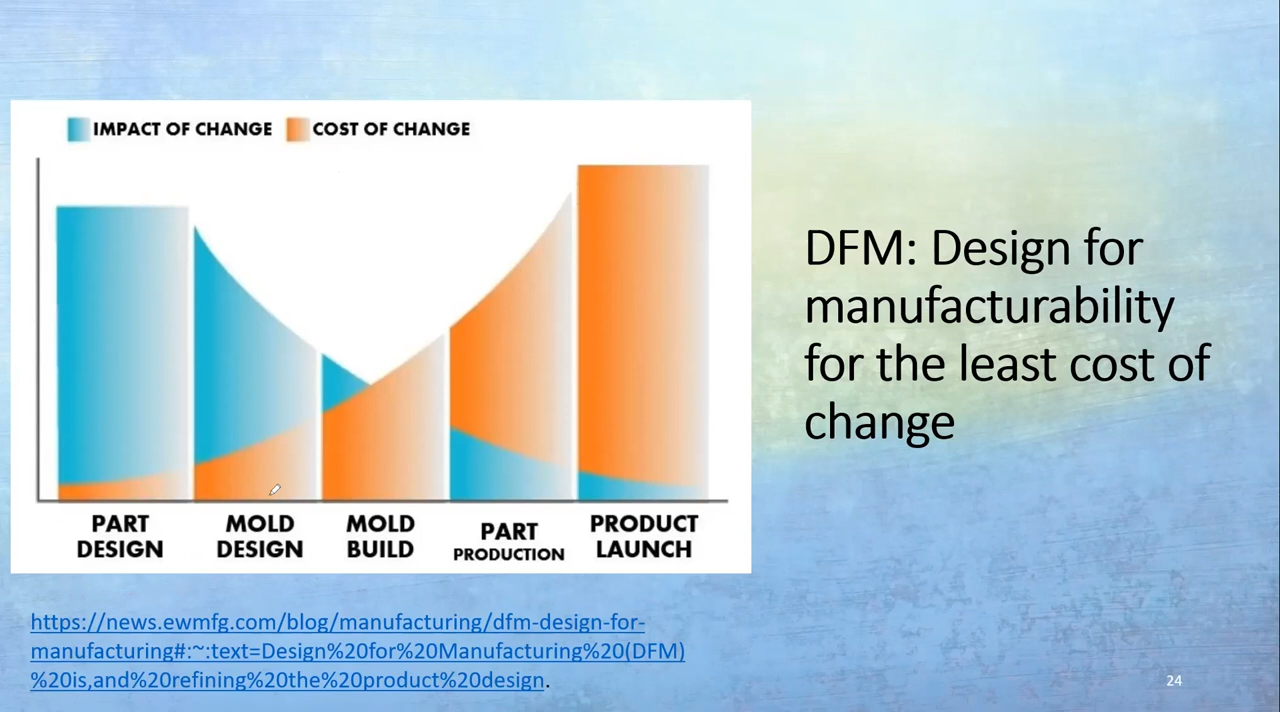 IMPACT OF CHANGE COST OF CHANGE
PART
DESIGN
MOLD
DESIGN
MOLD
BUILD
PART
PRODUCTION
PRODUCT
LAUNCH
DFM: Design for
manufacturability
for the least cost of
change
https://news.ewmfg.com/blog/manufacturing/dfm-design-for-
manufacturing#:~:text=Design%20for%20Manufacturing%20(DFM)
%20is,and%20refining%20the%20product%20design.
24